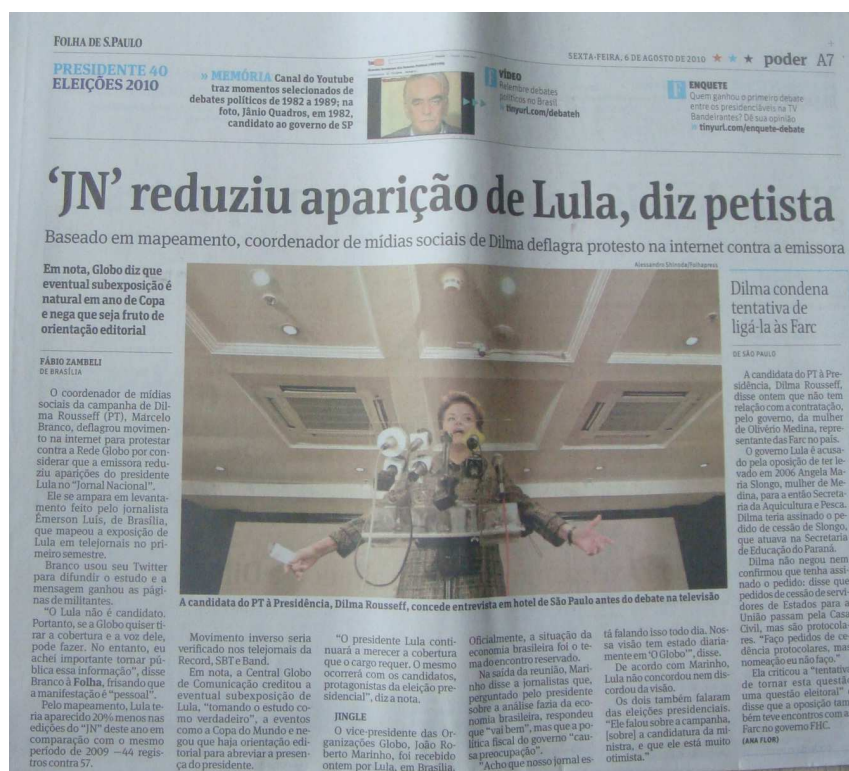 FOLHA DE S.PAULO
SEXTA-FEIRA, 6 DE AGOSTO DE 2010 ★ ★ ★ poder A7
PRESIDENTE 40
ELEIÇÕES 2010
» MEMÓRIA Canal do Youtube
traz momentos selecionados de
debates políticos de 1982 a 1989; na
foto, Jânio Quadros, em 1982,
candidato ao governo de SP
F VÍDEO
Relembre debates
políticos no Brasil
» tinyurl.com/debateh
F ENQUETE
Quem ganhou o primeiro debate
entre os presidenciáveis na TV
Bandeirantes? Dê sua opinião
» tinyurl.com/enquete-debate
'JN' reduziu aparição de Lula, diz petista
Baseado em mapeamento, coordenador de mídias sociais de Dilma deflagra protesto na internet contra a emissora
Em nota, Globo diz que
eventual subexposição é
natural em ano de Copa
e nega que seja fruto de
orientação editorial
FÁBIO ZAMBELI
DE BRASÍLIA
O coordenador de mídias
sociais da campanha de Dil-
ma Rousseff (PT), Marcelo
Branco, deflagrou movimen-
to na internet para protestar
contra a Rede Globo por con-
siderar que a emissora redu-
ziu aparições do presidente
Lula no "Jornal Nacional".
Ele se ampara em levanta-
mento feito pelo jornalista
Émerson Luis, de Brasília,
que mapeou a exposição de
Lula em telejornais no pri-
meiro semestre.
Branco usou seu Twitter
para difundir o estudo e a
mensagem ganhou as pági-
nas de militantes.
"O Lula não é candidato.
Portanto, se a Globo quiser ti-
rar a cobertura e a voz dele,
pode fazer. No entanto, eu
achei importante tornar pú-
blica essa informação", disse
Branco à Folha, frisando que
a manifestação é "pessoal".
Pelo mapeamento, Lula te-
ria aparecido 20% menos nas
edições do "JN" deste ano em
comparação com o mesmo
período de 2009 —44 regis-
tros contra 57.
Alessandro Shinoda/Folhapress
A candidata do PT à Presidência, Dilma Rousseff, concede entrevista em hotel de São Paulo antes do debate na televisão
Movimento inverso seria
verificado nos telejornais da
Record, SBT e Band.
Em nota, a Central Globo
de Comunicação creditou a
eventual subexposição de
Lula, "tomando o estudo co-
mo verdadeiro", a eventos
como a Copa do Mundo e ne-
gou que haja orientação edi-
torial para abreviar a presen-
ça do presidente.
"O presidente Lula conti-
nuará a merecer a cobertura
que o cargo requer. O mesmo
ocorrerá com os candidatos,
protagonistas da eleição pre-
sidencial", diz a nota.
JINGLE
O vice-presidente das Or-
ganizações Globo, João Ro-
berto Marinho, foi recebido
ontem por Lula, em Brasília.
Oficialmente, a situação da
economia brasileira foi o te-
ma do encontro reservado.
Na saída da reunião, Mari-
nho disse a jornalistas que,
perguntado pelo presidente
sobre a análise fazia da eco-
nomia brasileira, respondeu
que "vai bem", mas que a po-
lítica fiscal do governo "cau-
sa preocupação".
"Acho que nosso jornal es-
tá falando isso todo dia. Nos-
sa visão tem estado diaria-
mente em 'O Globo'", disse.
De acordo com Marinho,
Lula não concordou nem dis-
cordou da visão.
Os dois também falaram
das eleições presidenciais.
"Ele falou sobre a campanha,
[sobre] a candidatura da mi-
nistra, e que ele está muito
otimista."
Dilma condena
tentativa de
ligá-la às Farc
DE SÃO PAULO
A candidata do PT à Pre-
sidência, Dilma Rousseff,
disse ontem que não tem
relação com a contratação,
pelo governo, da mulher
de Olivério Medina, repre-
sentante das Farc no país.
O governo Lula é acusa-
do pela oposição de ter le-
vado em 2006 Angela Ma-
ria Slongo, mulher de Me-
dina, para a então Secreta-
ria da Aquicultura e Pesca.
Dilma teria assinado o pe-
dido de cessão de Slongo,
que atuava na Secretaria
de Educação do Paraná.
Dilma não negou nem
confirmou que tenha assi-
nado o pedido: disse que
pedidos de cessão de servi-
dores de Estados para a
União passam pela Casa
Civil, mas são protocola-
res. "Faço pedidos de ce-
dência protocolares, mas
nomeação eu não faço."
Ela criticou a "tentativa
de tornar esta questão
uma questão eleitoral" e
disse que a oposição tam-
bém teve encontros com a
Farc no governo FHC.
(ANA FLOR)